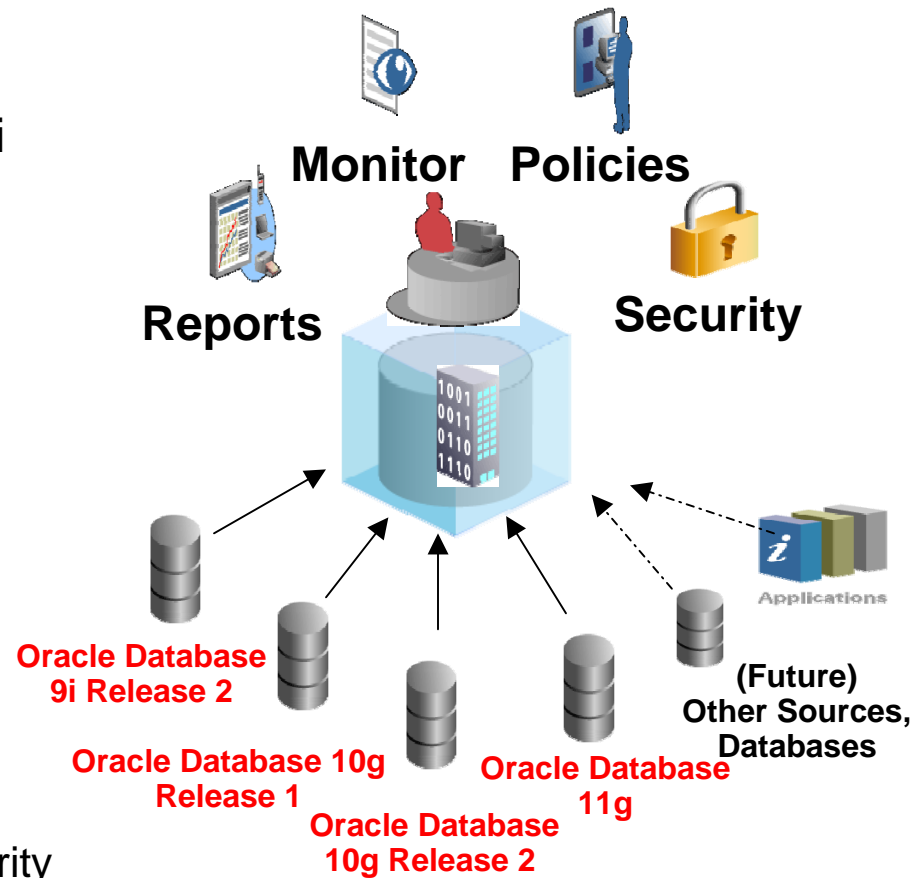 i
Monitor Policies
Reports
Security
1001
0011
0110
1110
i
Applications
Oracle Database
9i Release 2
(Future)
Other Sources,
Databases
Oracle Database 10g
Release 1
Oracle Database
11g
Oracle Database
10g Release 2
rity